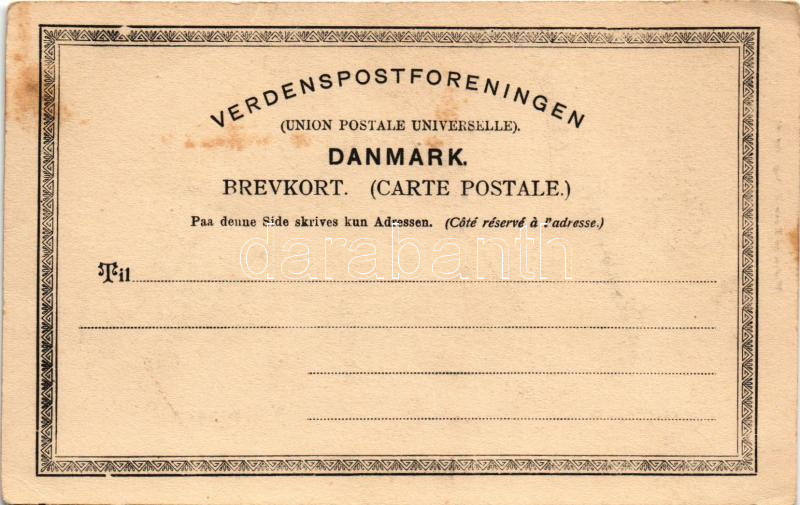 VERDENSPOSTFORENINGEN
(UNION POSTALE UNIVERSELLE).
DANMARK.
BREVKORT. (CARTE POSTALE.)
Paa denne Side skrives kun Adressen. (Côté réservé à l'adresse.)
darabanth
Til